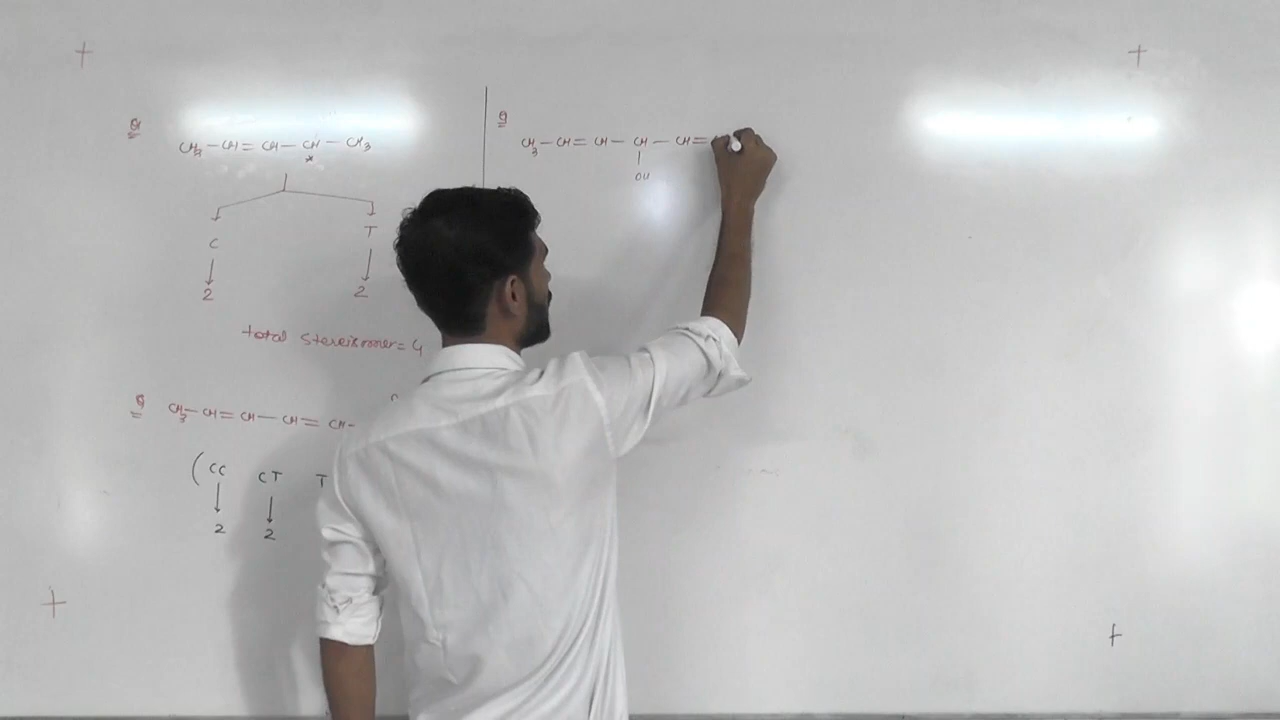 Q
CH3-CH=CH-CH-CH3
*
C T
2 2
total stereisomer = 4
Q CH3-CH=CH-CH=CH-
(CC CT T
2 2
Q
CH3-CH=CH-CH-CH=
OH